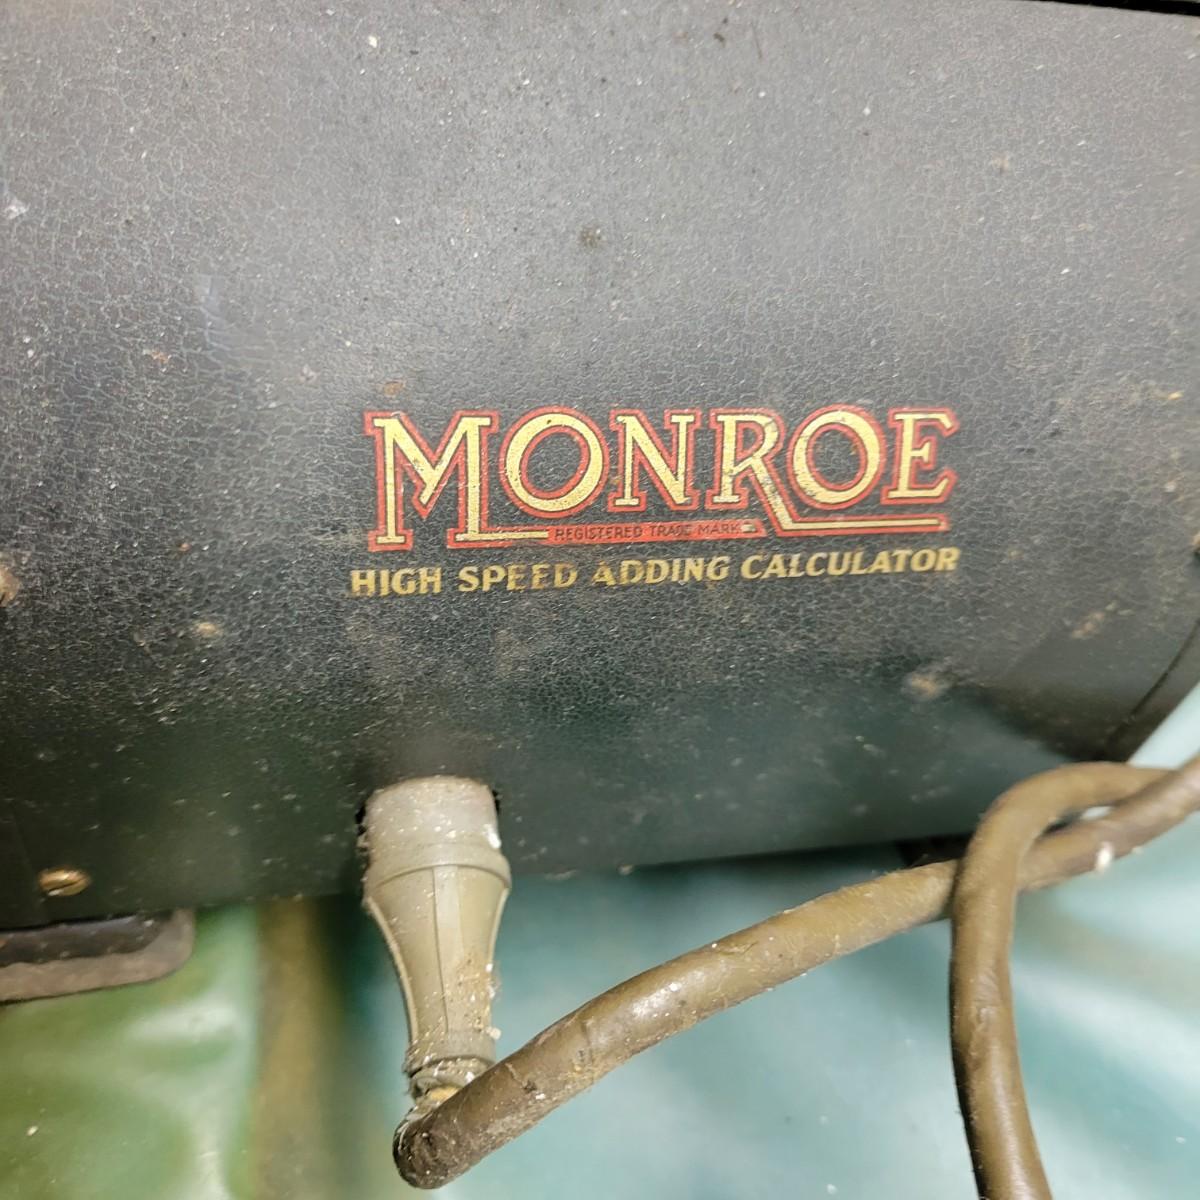 MONROE
REGISTERED TRADE MARK
HIGH SPEED ADDING CALCULATOR